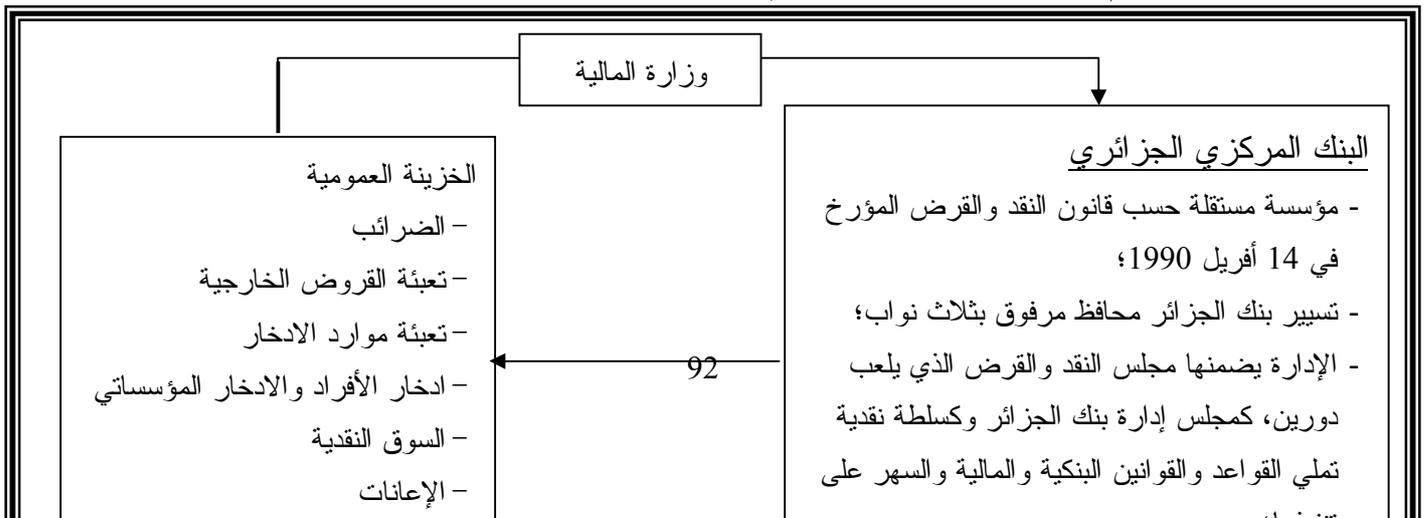 وزارة المالية
البنك المركزي الجزائري
- مؤسسة مستقلة حسب قانون النقد والقرض المؤرخ
في 14 أفريل 1990؛
- تسيير بنك الجزائر محافظ مرفوق بثلاث نواب؛
- الإدارة يضمنها مجلس النقد والقرض الذي يلعب
دورين، كمجلس إدارة بنك الجزائر وكسلطة نقدية
تملي القواعد والقوانين البنكية والمالية والسهر على
92
الخزينة العمومية
- الضرائب
- تعبئة القروض الخارجية
- تعبئة موارد الادخار
- ادخار الأفراد والادخار المؤسساتي
- السوق النقدية
- الإعانات